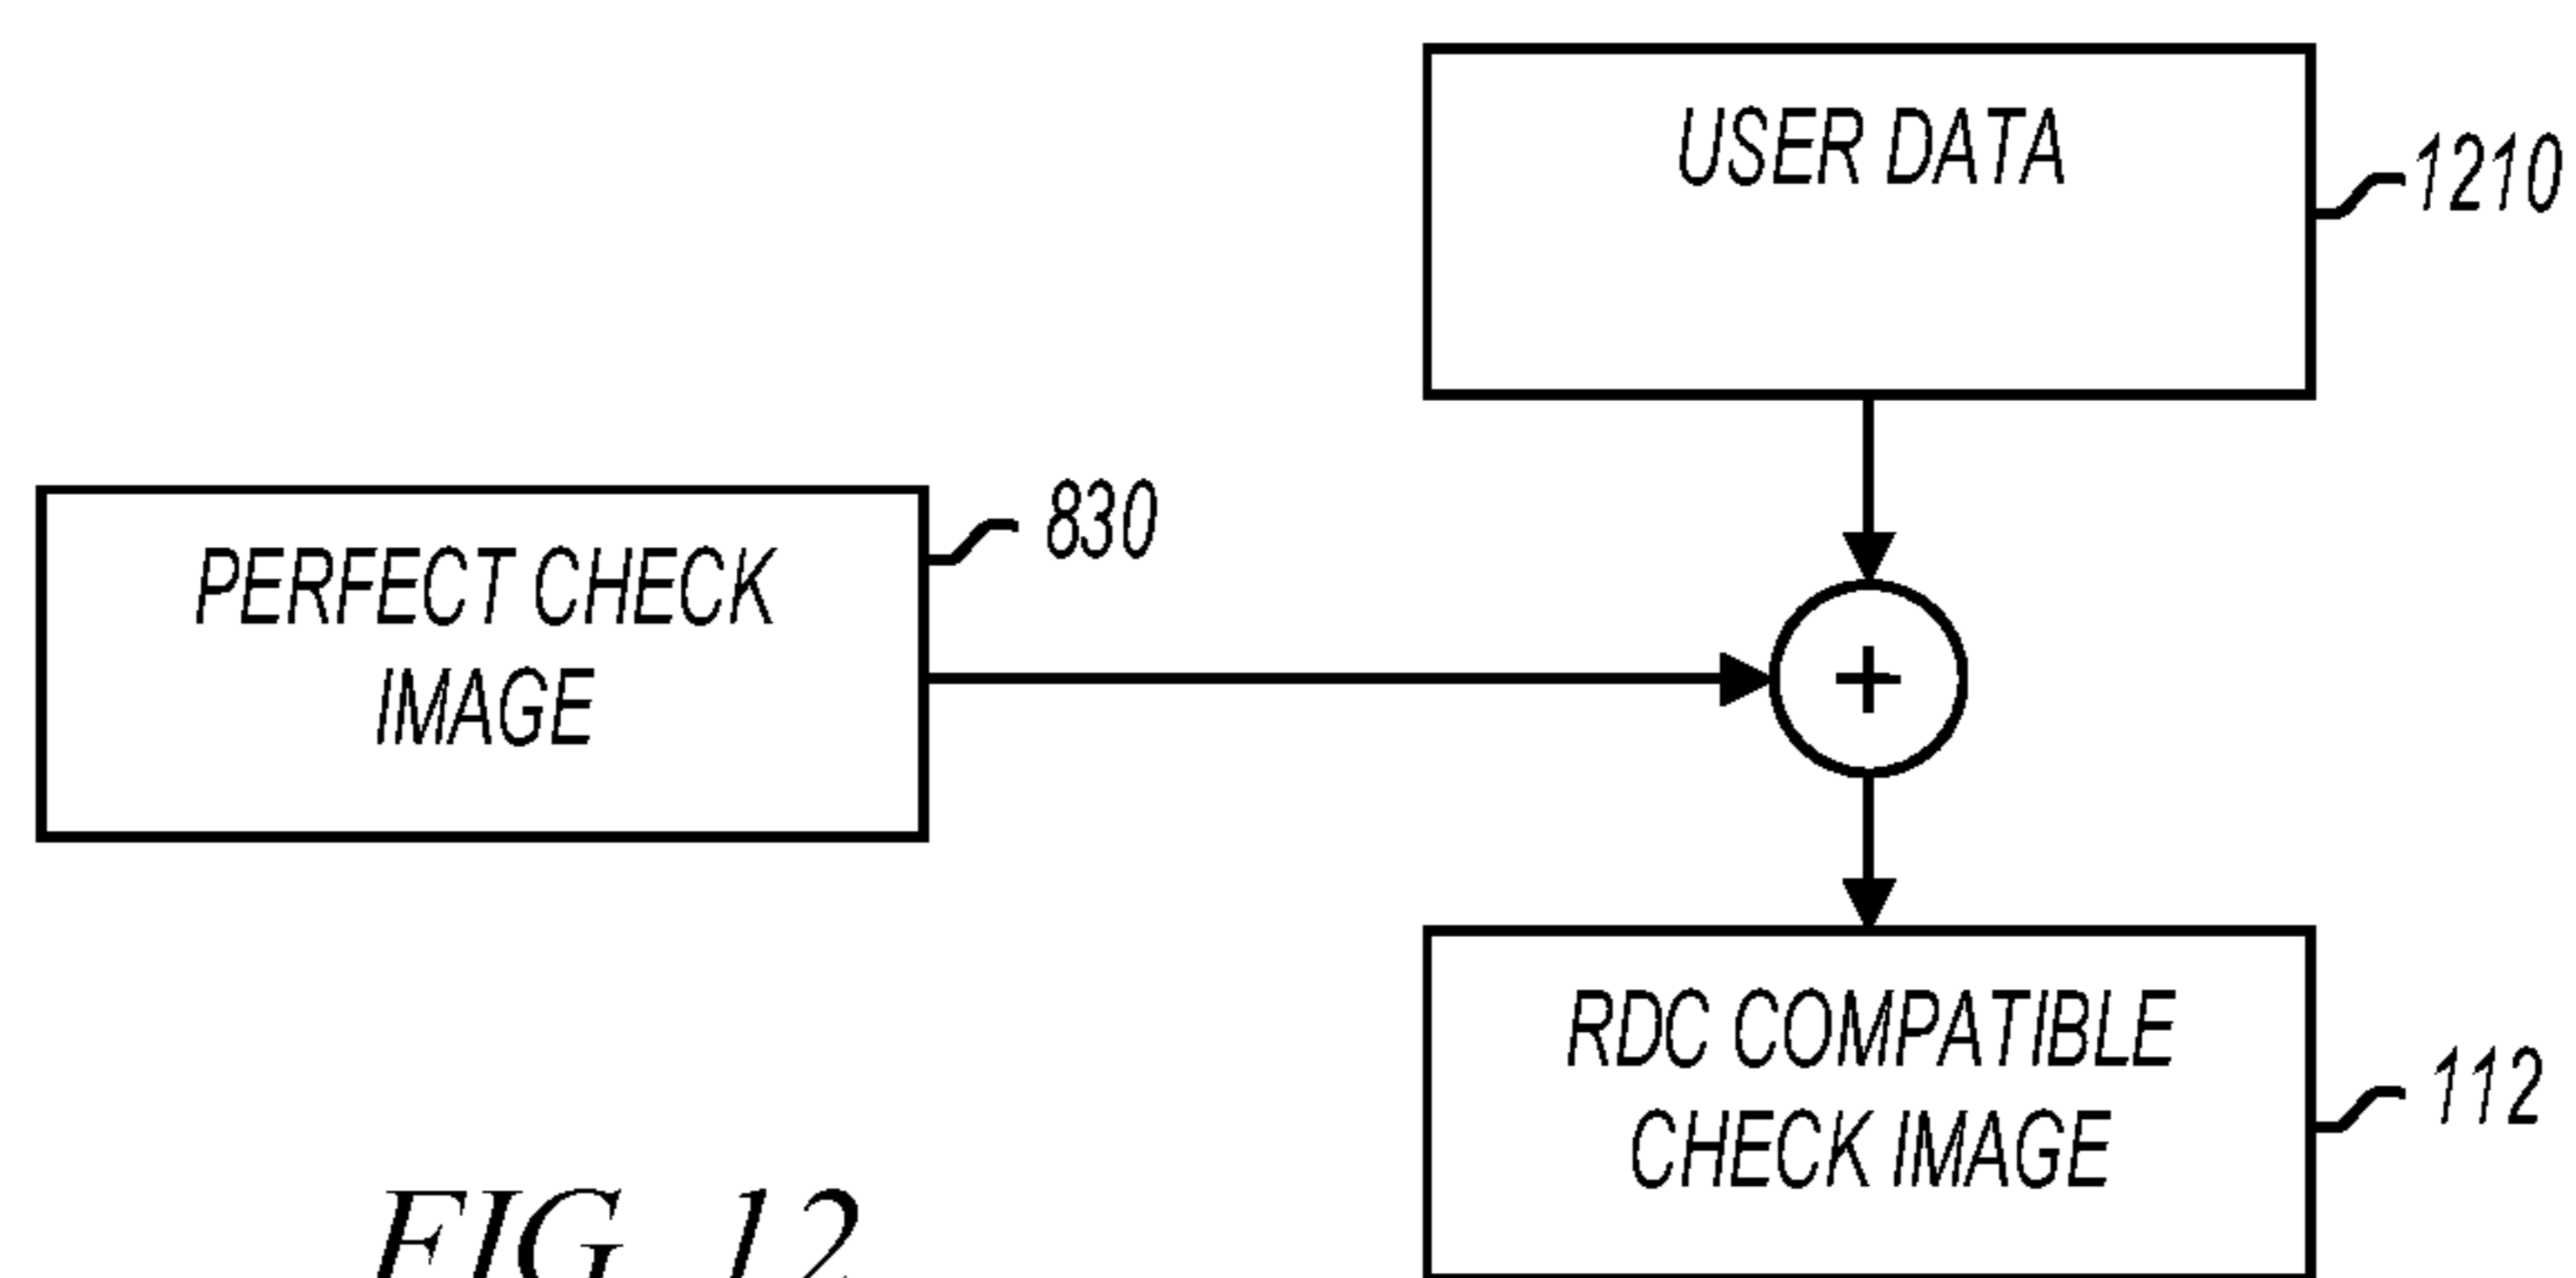 USER DATA
1210
PERFECT CHECK
IMAGE
830
+
RDC COMPATIBLE
CHECK IMAGE
112
FIG. 12